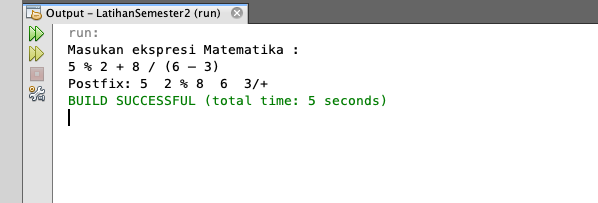 Output – LatihanSemester2 (run)
run:
Masukan ekspresi Matematika :
5 % 2 + 8 / (6 – 3)
Postfix: 5  2 % 8  6  3/+
BUILD SUCCESSFUL (total time: 5 seconds)